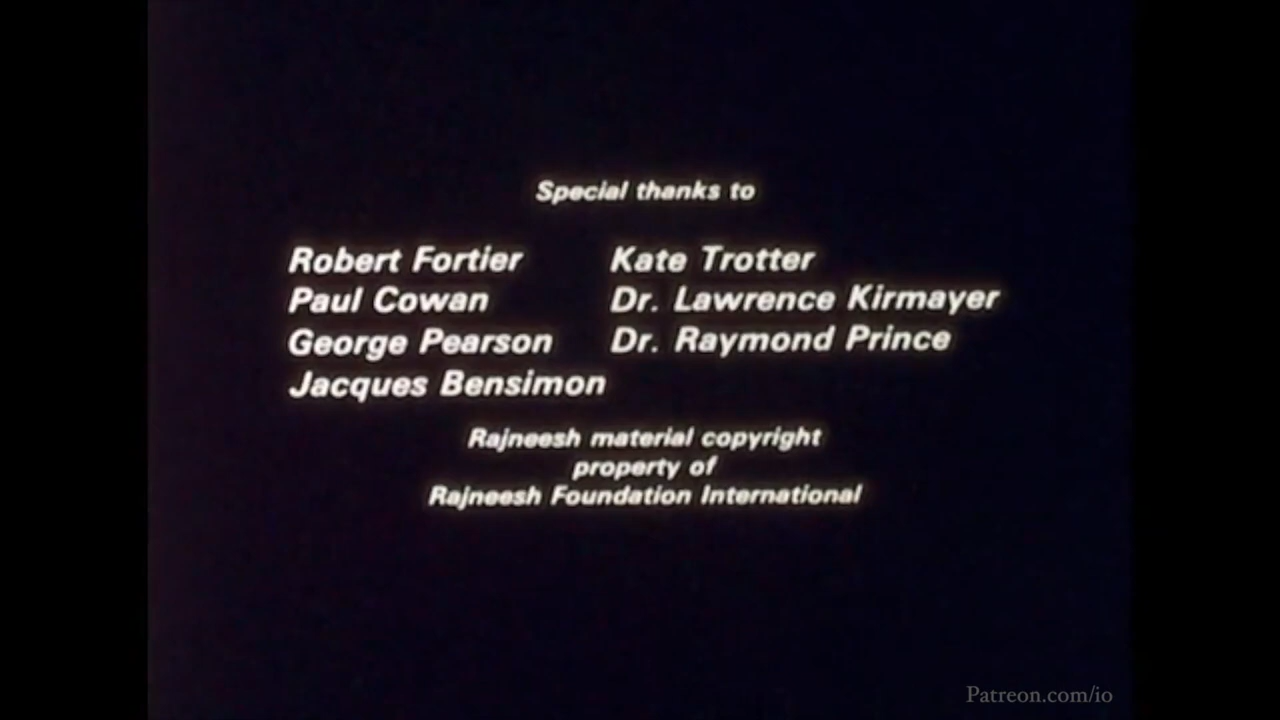 Special thanks to
Robert Fortier
Paul Cowan
George Pearson
Jacques Bensimon
Kate Trotter
Dr. Lawrence Kirmayer
Dr. Raymond Prince
Rajneesh material copyright
property of
Rajneesh Foundation International
Patreon.com/io